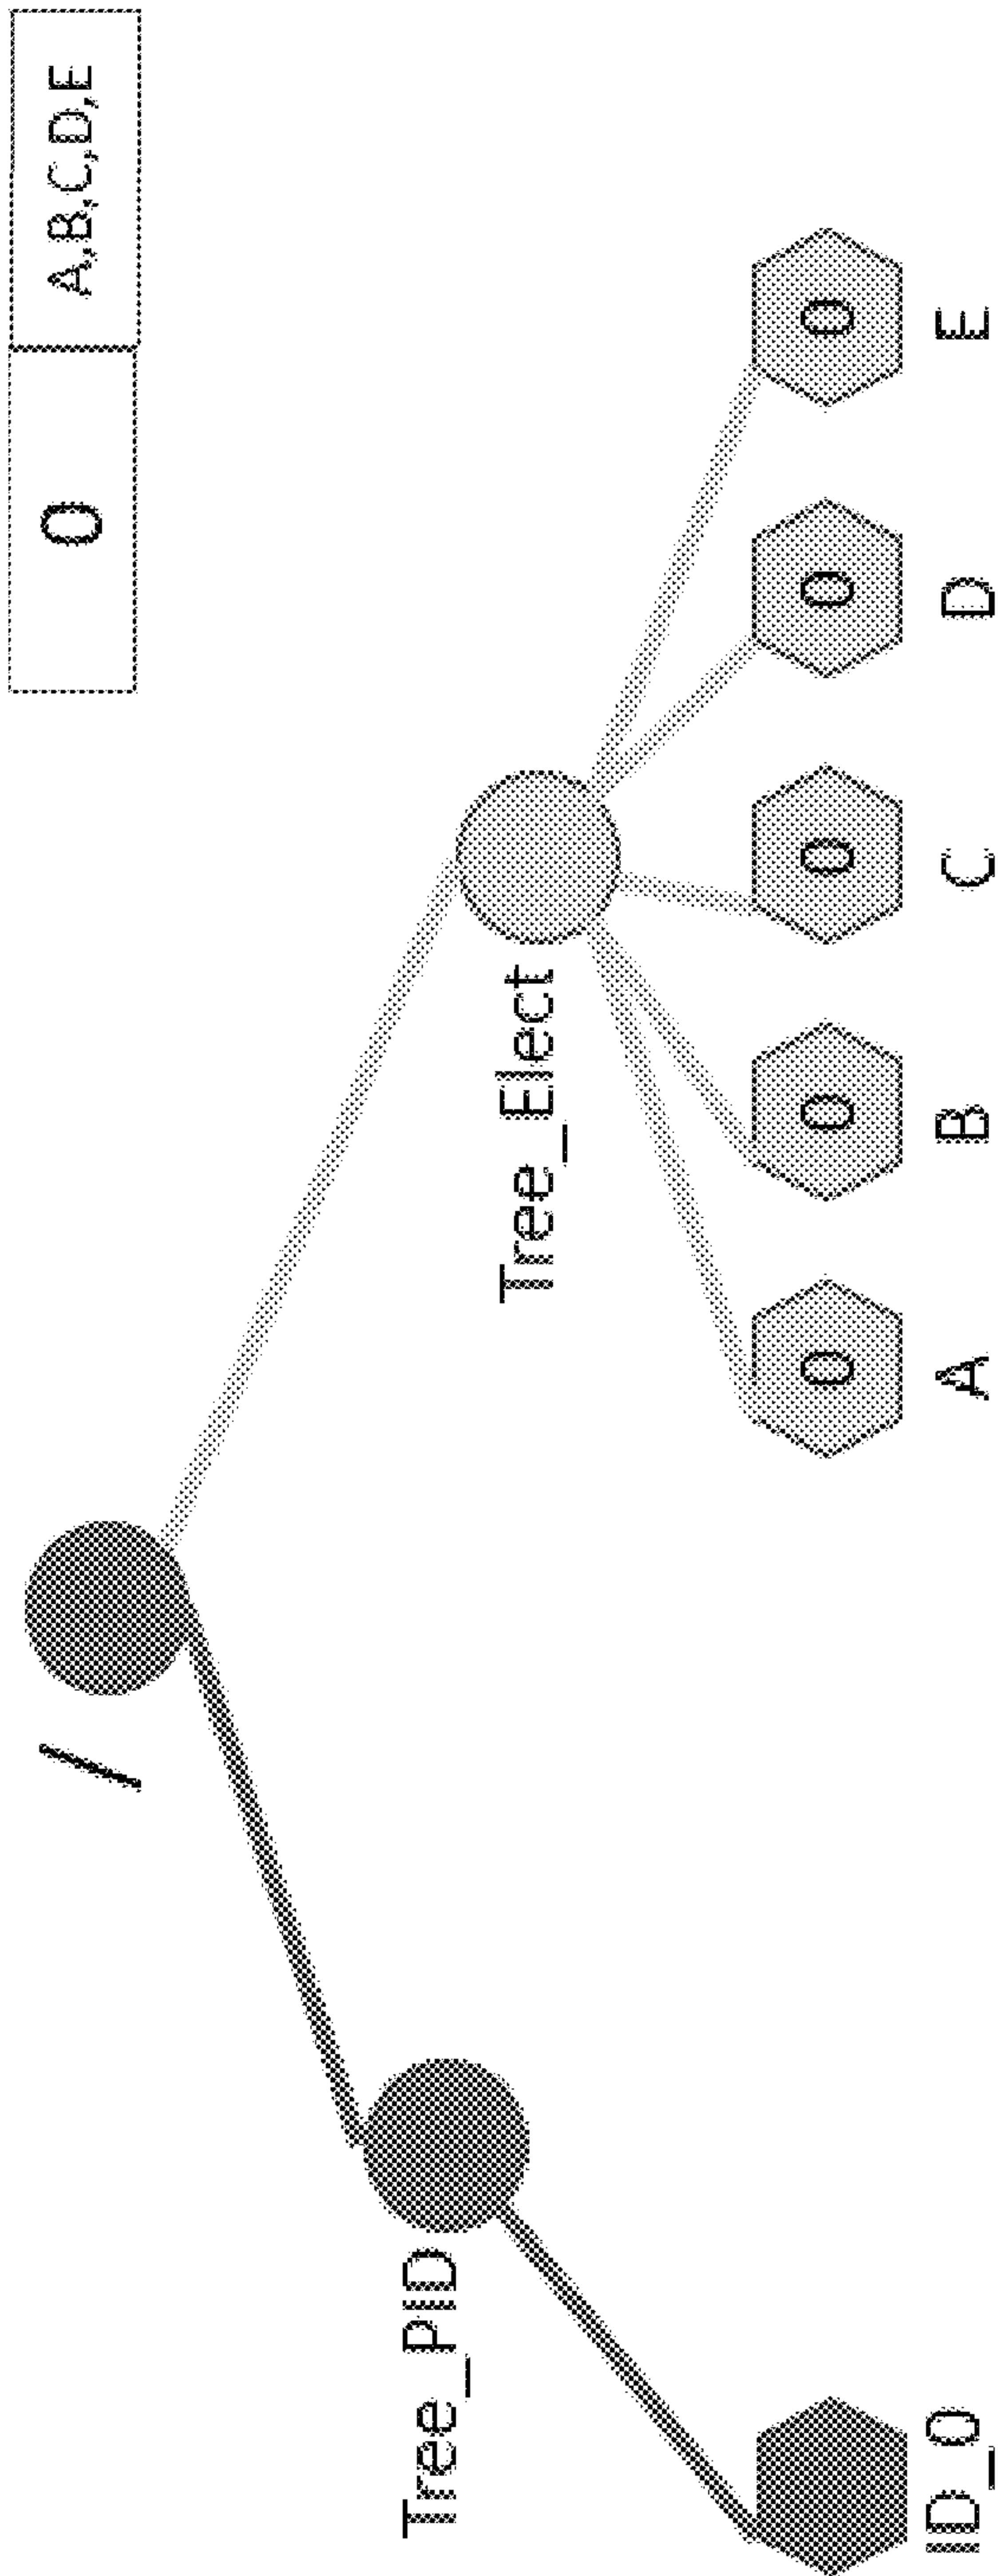 0 A,B,C,D,E
/
Tree_PID
Tree_Elect
0 0 0 0 0
ID_0 A B C D E